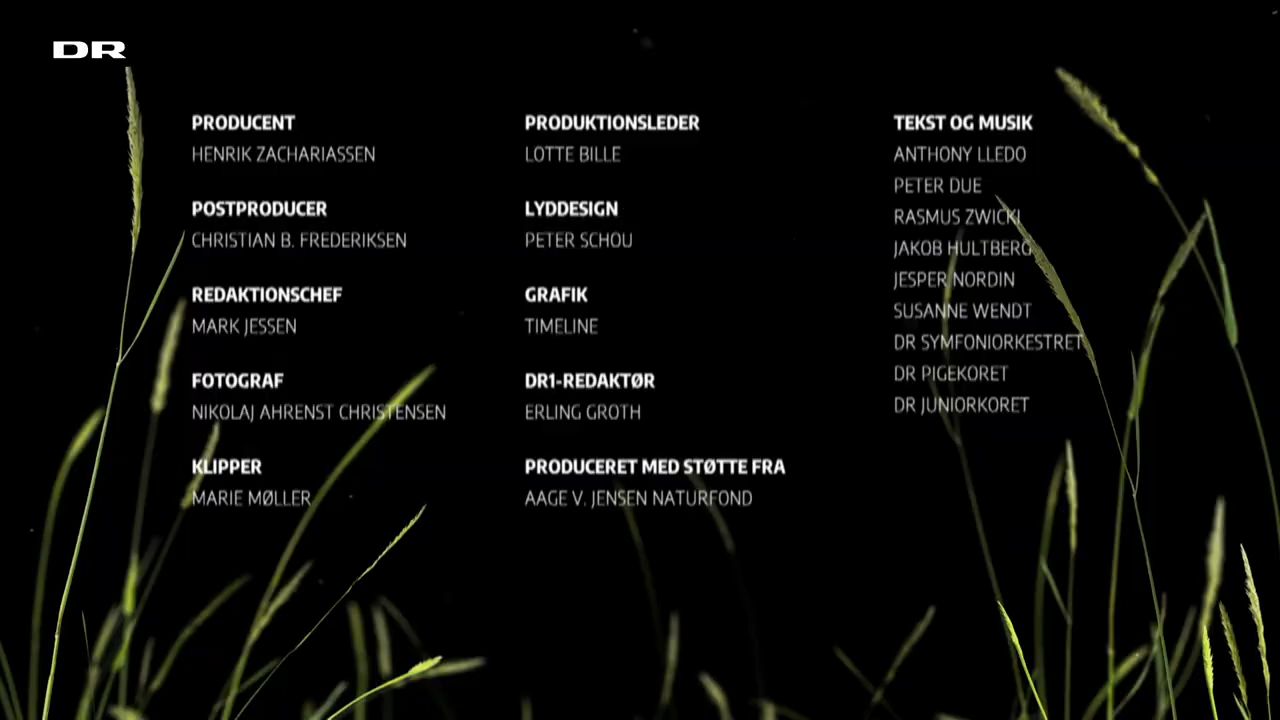 DR
PRODUCENT
HENRIK ZACHARIASSEN
POSTPRODUCER
CHRISTIAN B. FREDERIKSEN
REDAKTIONSCHEF
MARK JESSEN
FOTOGRAF
NIKOLAJ AHRENST CHRISTENSEN
KLIPPER
MARIE MØLLER
PRODUKTIONSLEDER
LOTTE BILLE
LYDDESIGN
PETER SCHOU
GRAFIK
TIMELINE
DR1-REDAKTØR
ERLING GROTH
PRODUCERET MED STØTTE FRA
AAGE V. JENSEN NATURFOND
TEKST OG MUSIK
ANTHONY LLEDO
PETER DUE
RASMUS ZWICKI
JAKOB HULTBERG
JESPER NORDIN
SUSANNE WENDT
DR SYMFONIORKESTRET
DR PIGEKORET
DR JUNIORKORET